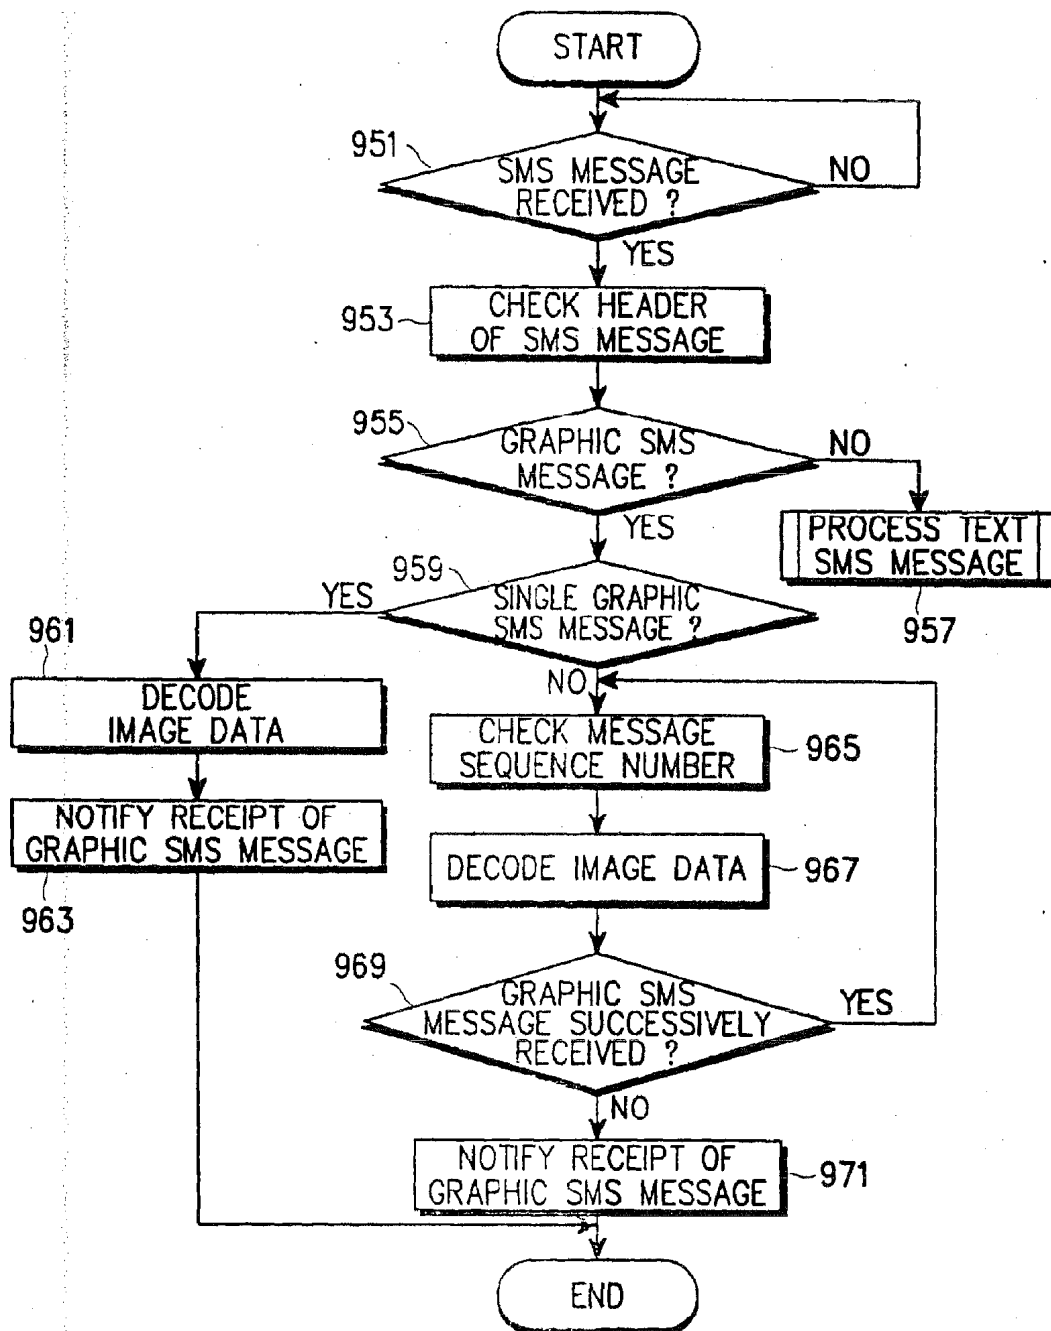 START
951
SMS MESSAGE
RECEIVED ?
NO
YES
953
CHECK HEADER
OF SMS MESSAGE
955
GRAPHIC SMS
MESSAGE ?
NO
YES
PROCESS TEXT
SMS MESSAGE
957
959
SINGLE GRAPHIC
SMS MESSAGE ?
YES
NO
961
DECODE
IMAGE DATA
NOTIFY RECEIPT OF
GRAPHIC SMS MESSAGE
963
CHECK MESSAGE
SEQUENCE NUMBER
965
DECODE IMAGE DATA
967
969
GRAPHIC SMS
MESSAGE SUCCESSIVELY
RECEIVED ?
YES
NO
NOTIFY RECEIPT OF
GRAPHIC SMS MESSAGE
971
END